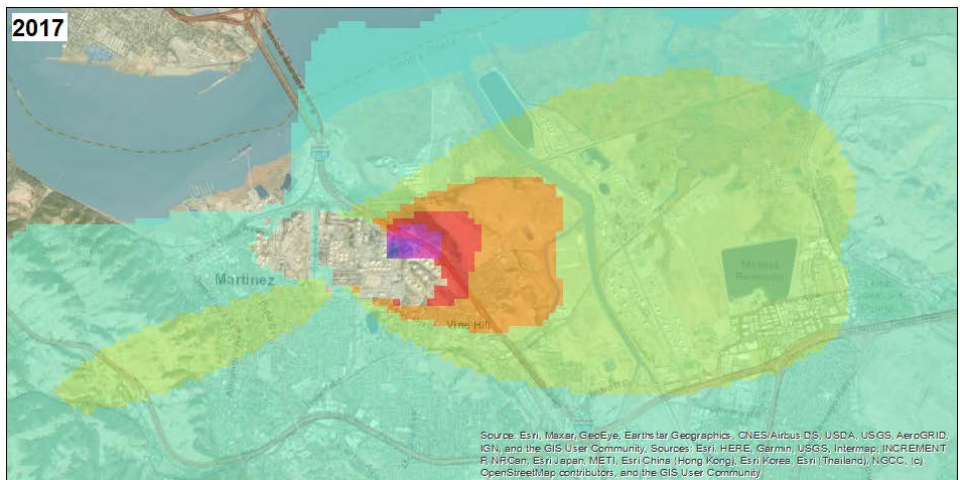 2017
Martinez
Vine Hill
Mallard
Reservoir
Source: Esri, Maxar, GeoEye, Earthstar Geographics, CNES/Airbus DS, USDA, USGS, AeroGRID,
IGN, and the GIS User Community, Sources: Esri, HERE, Garmin, USGS, Intermap, INCREMENT
P, NRCan, Esri Japan, METI, Esri China (Hong Kong), Esri Korea, Esri (Thailand), NGCC, (c)
OpenStreetMap contributors, and the GIS User Community